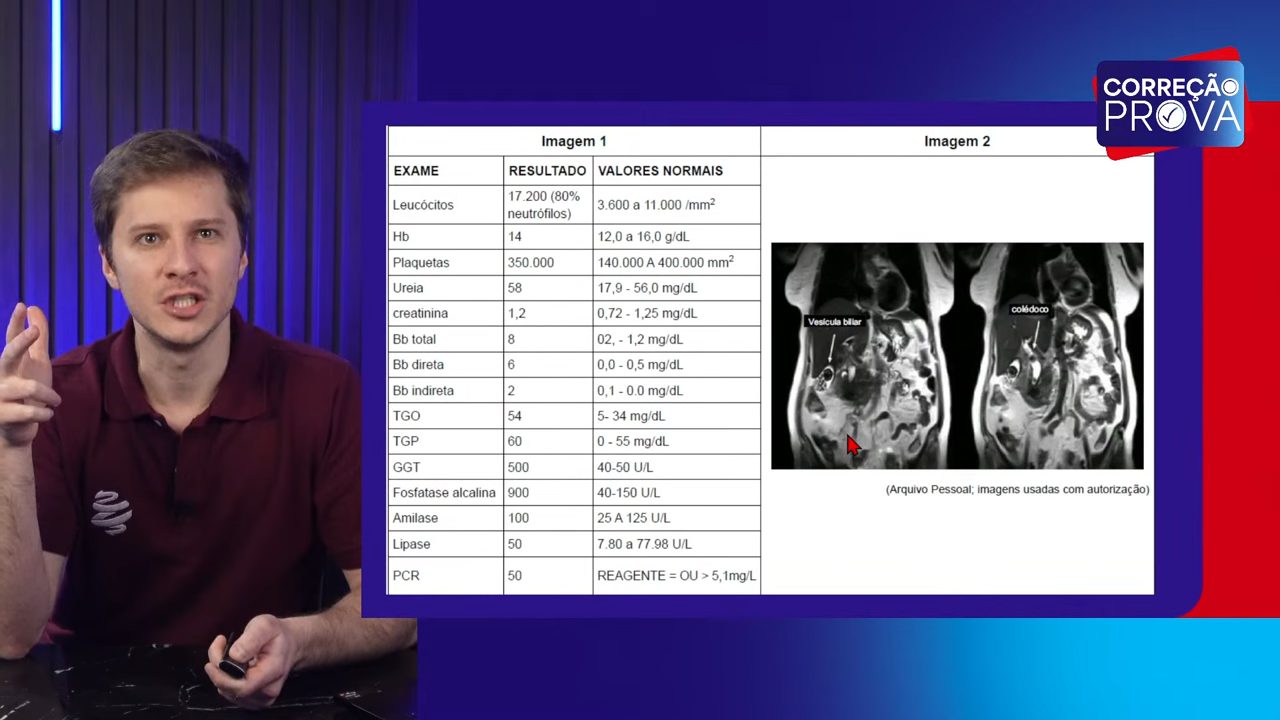 CORREÇÃO
PROVA
Imagem 1
Imagem 2
EXAME RESULTADO VALORES NORMAIS
Leucócitos 17.200 (80% neutrófilos) 3.600 a 11.000 /mm²
Hb 14 12,0 a 16,0 g/dL
Plaquetas 350.000 140.000 A 400.000 mm²
Ureia 58 17,9 - 56,0 mg/dL
creatinina 1,2 0,72 - 1,25 mg/dL
Bb total 8 02, - 1,2 mg/dL
Bb direta 6 0,0 - 0,5 mg/dL
Bb indireta 2 0,1 - 0.0 mg/dL
TGO 54 5- 34 mg/dL
TGP 60 0 - 55 mg/dL
GGT 500 40-50 U/L
Fosfatase alcalina 900 40-150 U/L
Amilase 100 25 A 125 U/L
Lipase 50 7.80 a 77.98 U/L
PCR 50 REAGENTE = OU > 5,1mg/L
Vesícula biliar
colédoco
(Arquivo Pessoal; imagens usadas com autorização)